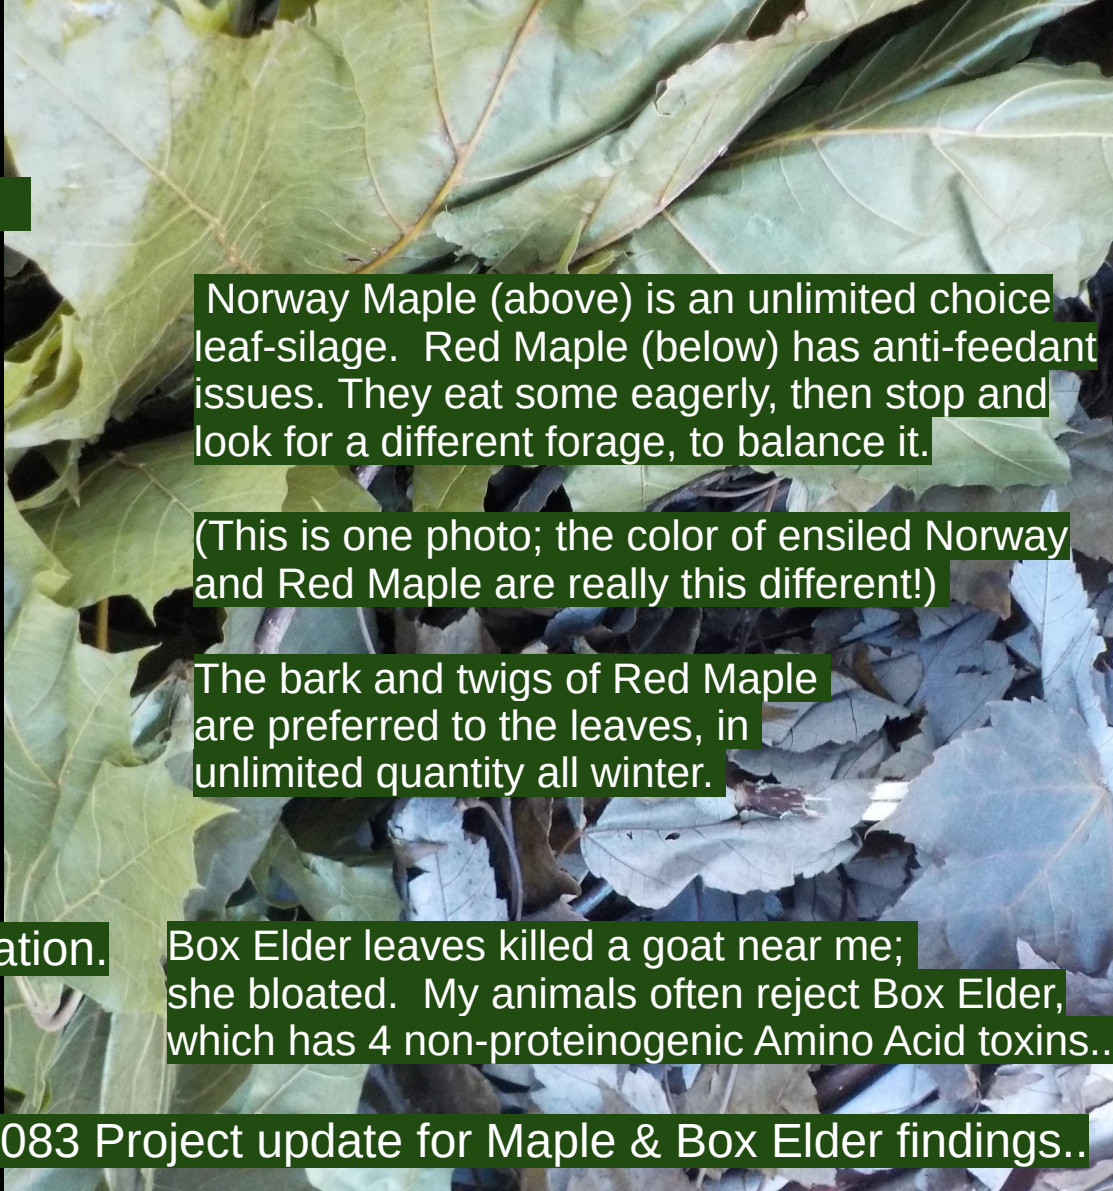 Norway Maple (above) is an unlimited choice
leaf-silage.  Red Maple (below) has anti-feedant
issues. They eat some eagerly, then stop and
look for a different forage, to balance it.
(This is one photo; the color of ensiled Norway
and Red Maple are really this different!)
The bark and twigs of Red Maple
are preferred to the leaves, in
unlimited quantity all winter.
ation.
Box Elder leaves killed a goat near me;
she bloated.  My animals often reject Box Elder,
which has 4 non-proteinogenic Amino Acid toxins..
083 Project update for Maple & Box Elder findings..